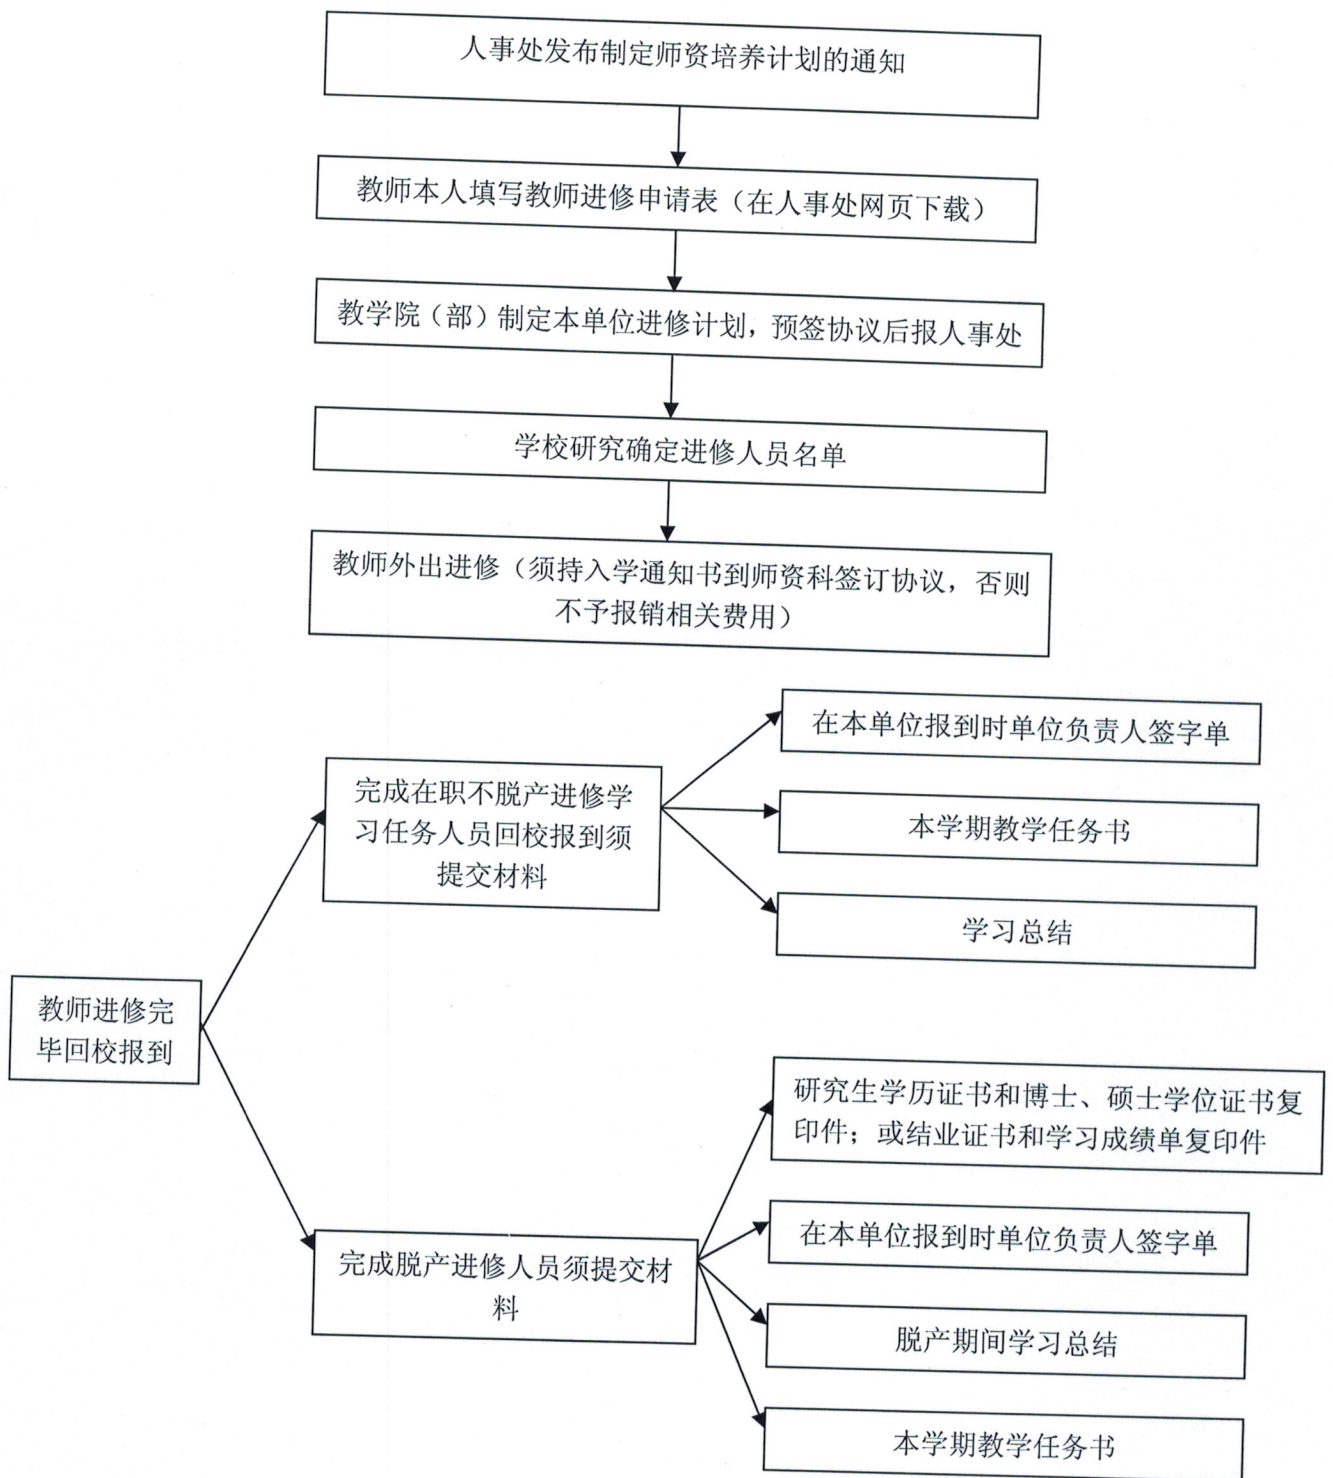 人事处发布制定师资培养计划的通知
教师本人填写教师进修申请表（在人事处网页下载）
教学院（部）制定本单位进修计划，预签协议后报人事处
学校研究确定进修人员名单
教师外出进修（须持入学通知书到师资科签订协议，否则
不予报销相关费用）
教师进修完
毕回校报到
完成在职不脱产进修学
习任务人员回校报到须
提交材料
在本单位报到时单位负责人签字单
本学期教学任务书
学习总结
完成脱产进修人员须提交材
料
研究生学历证书和博士、硕士学位证书复
印件；或结业证书和学习成绩单复印件
在本单位报到时单位负责人签字单
脱产期间学习总结
本学期教学任务书